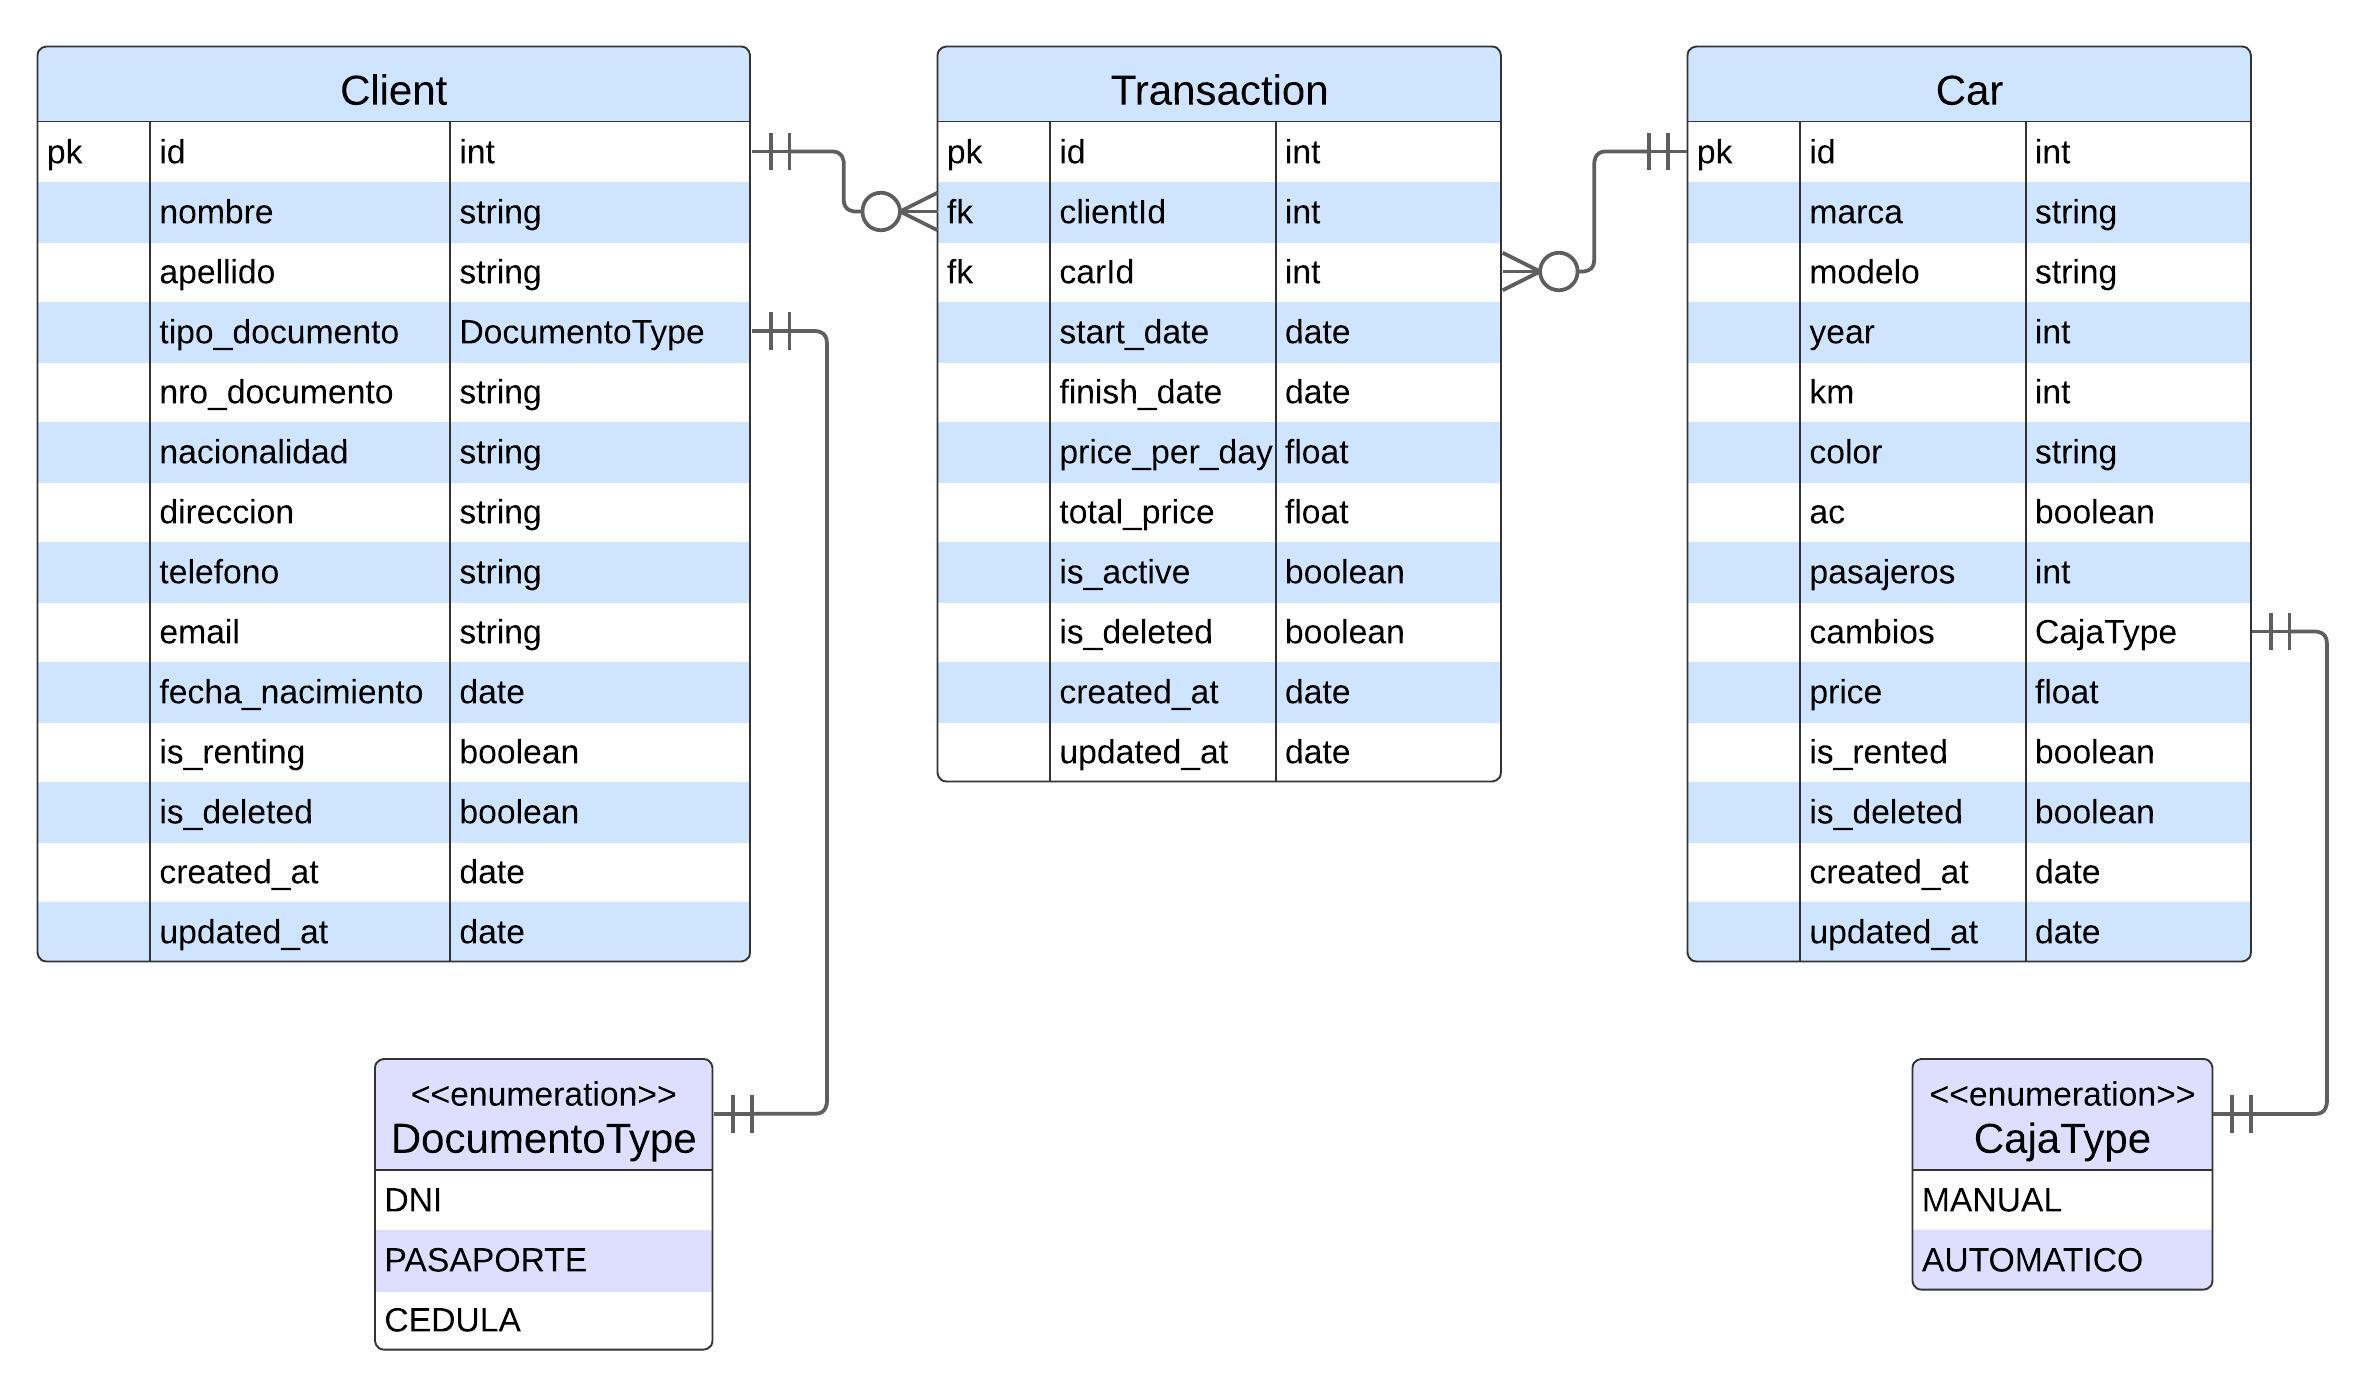 Client
pk id int
nombre string
apellido string
tipo_documento DocumentoType
nro_documento string
nacionalidad string
direccion string
telefono string
email string
fecha_nacimiento date
is_renting boolean
is_deleted boolean
created_at date
updated_at date
Transaction
pk id int
fk clientId int
fk carId int
start_date date
finish_date date
price_per_day float
total_price float
is_active boolean
is_deleted boolean
created_at date
updated_at date
Car
pk id int
marca string
modelo string
year int
km int
color string
ac boolean
pasajeros int
cambios CajaType
price float
is_rented boolean
is_deleted boolean
created_at date
updated_at date
<<enumeration>>
DocumentoType
DNI
PASAPORTE
CEDULA
<<enumeration>>
CajaType
MANUAL
AUTOMATICO